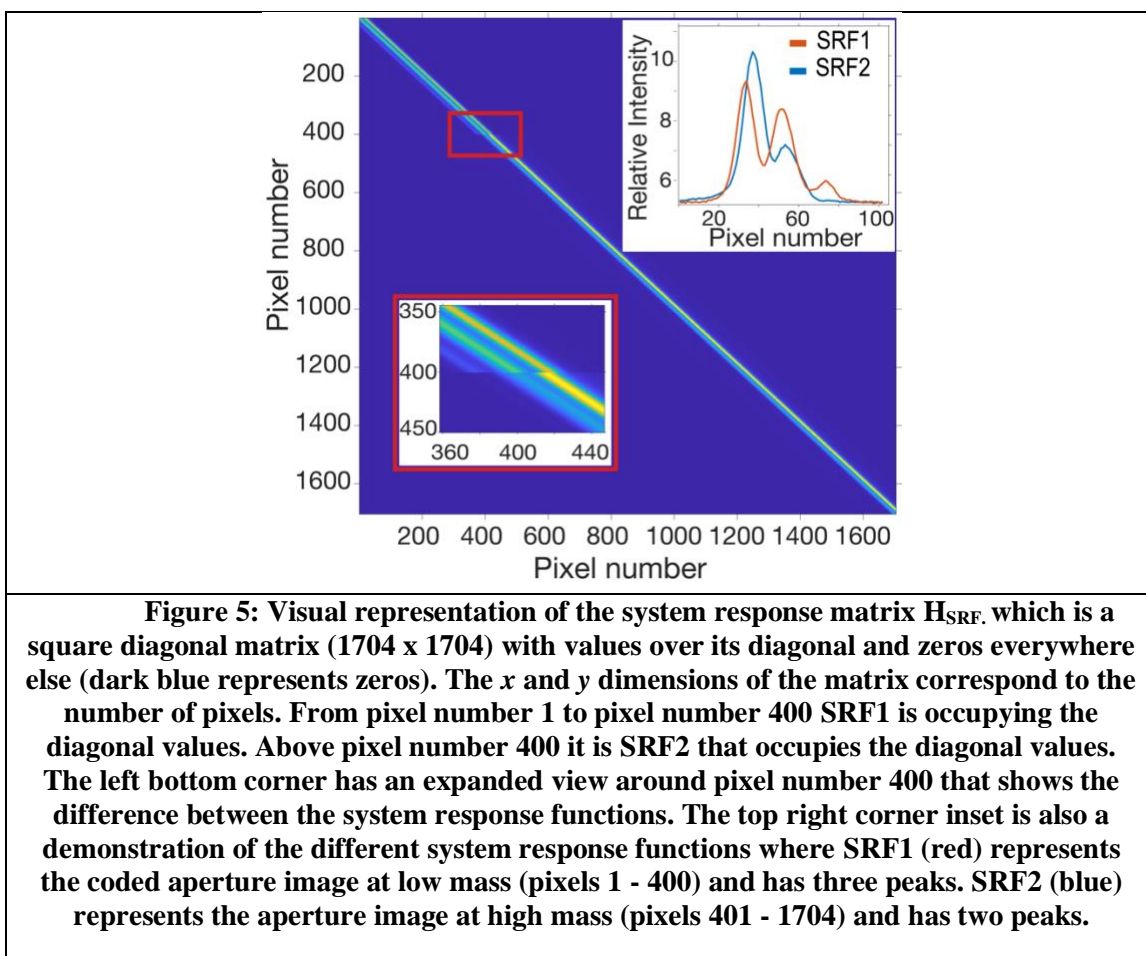 200
400
600
800
1000
1200
1400
1600
Pixel number
200 400 600 800 1000 1200 1400 1600
Pixel number
SRF1
SRF2
10
8
6
Relative Intensity
20 60 100
Pixel number
350
400
450
360 400 440
Figure 5: Visual representation of the system response matrix HSRF. which is a
square diagonal matrix (1704 x 1704) with values over its diagonal and zeros everywhere
else (dark blue represents zeros). The x and y dimensions of the matrix correspond to the
number of pixels. From pixel number 1 to pixel number 400 SRF1 is occupying the
diagonal values. Above pixel number 400 it is SRF2 that occupies the diagonal values.
The left bottom corner has an expanded view around pixel number 400 that shows the
difference between the system response functions. The top right corner inset is also a
demonstration of the different system response functions where SRF1 (red) represents
the coded aperture image at low mass (pixels 1 - 400) and has three peaks. SRF2 (blue)
represents the aperture image at high mass (pixels 401 - 1704) and has two peaks.